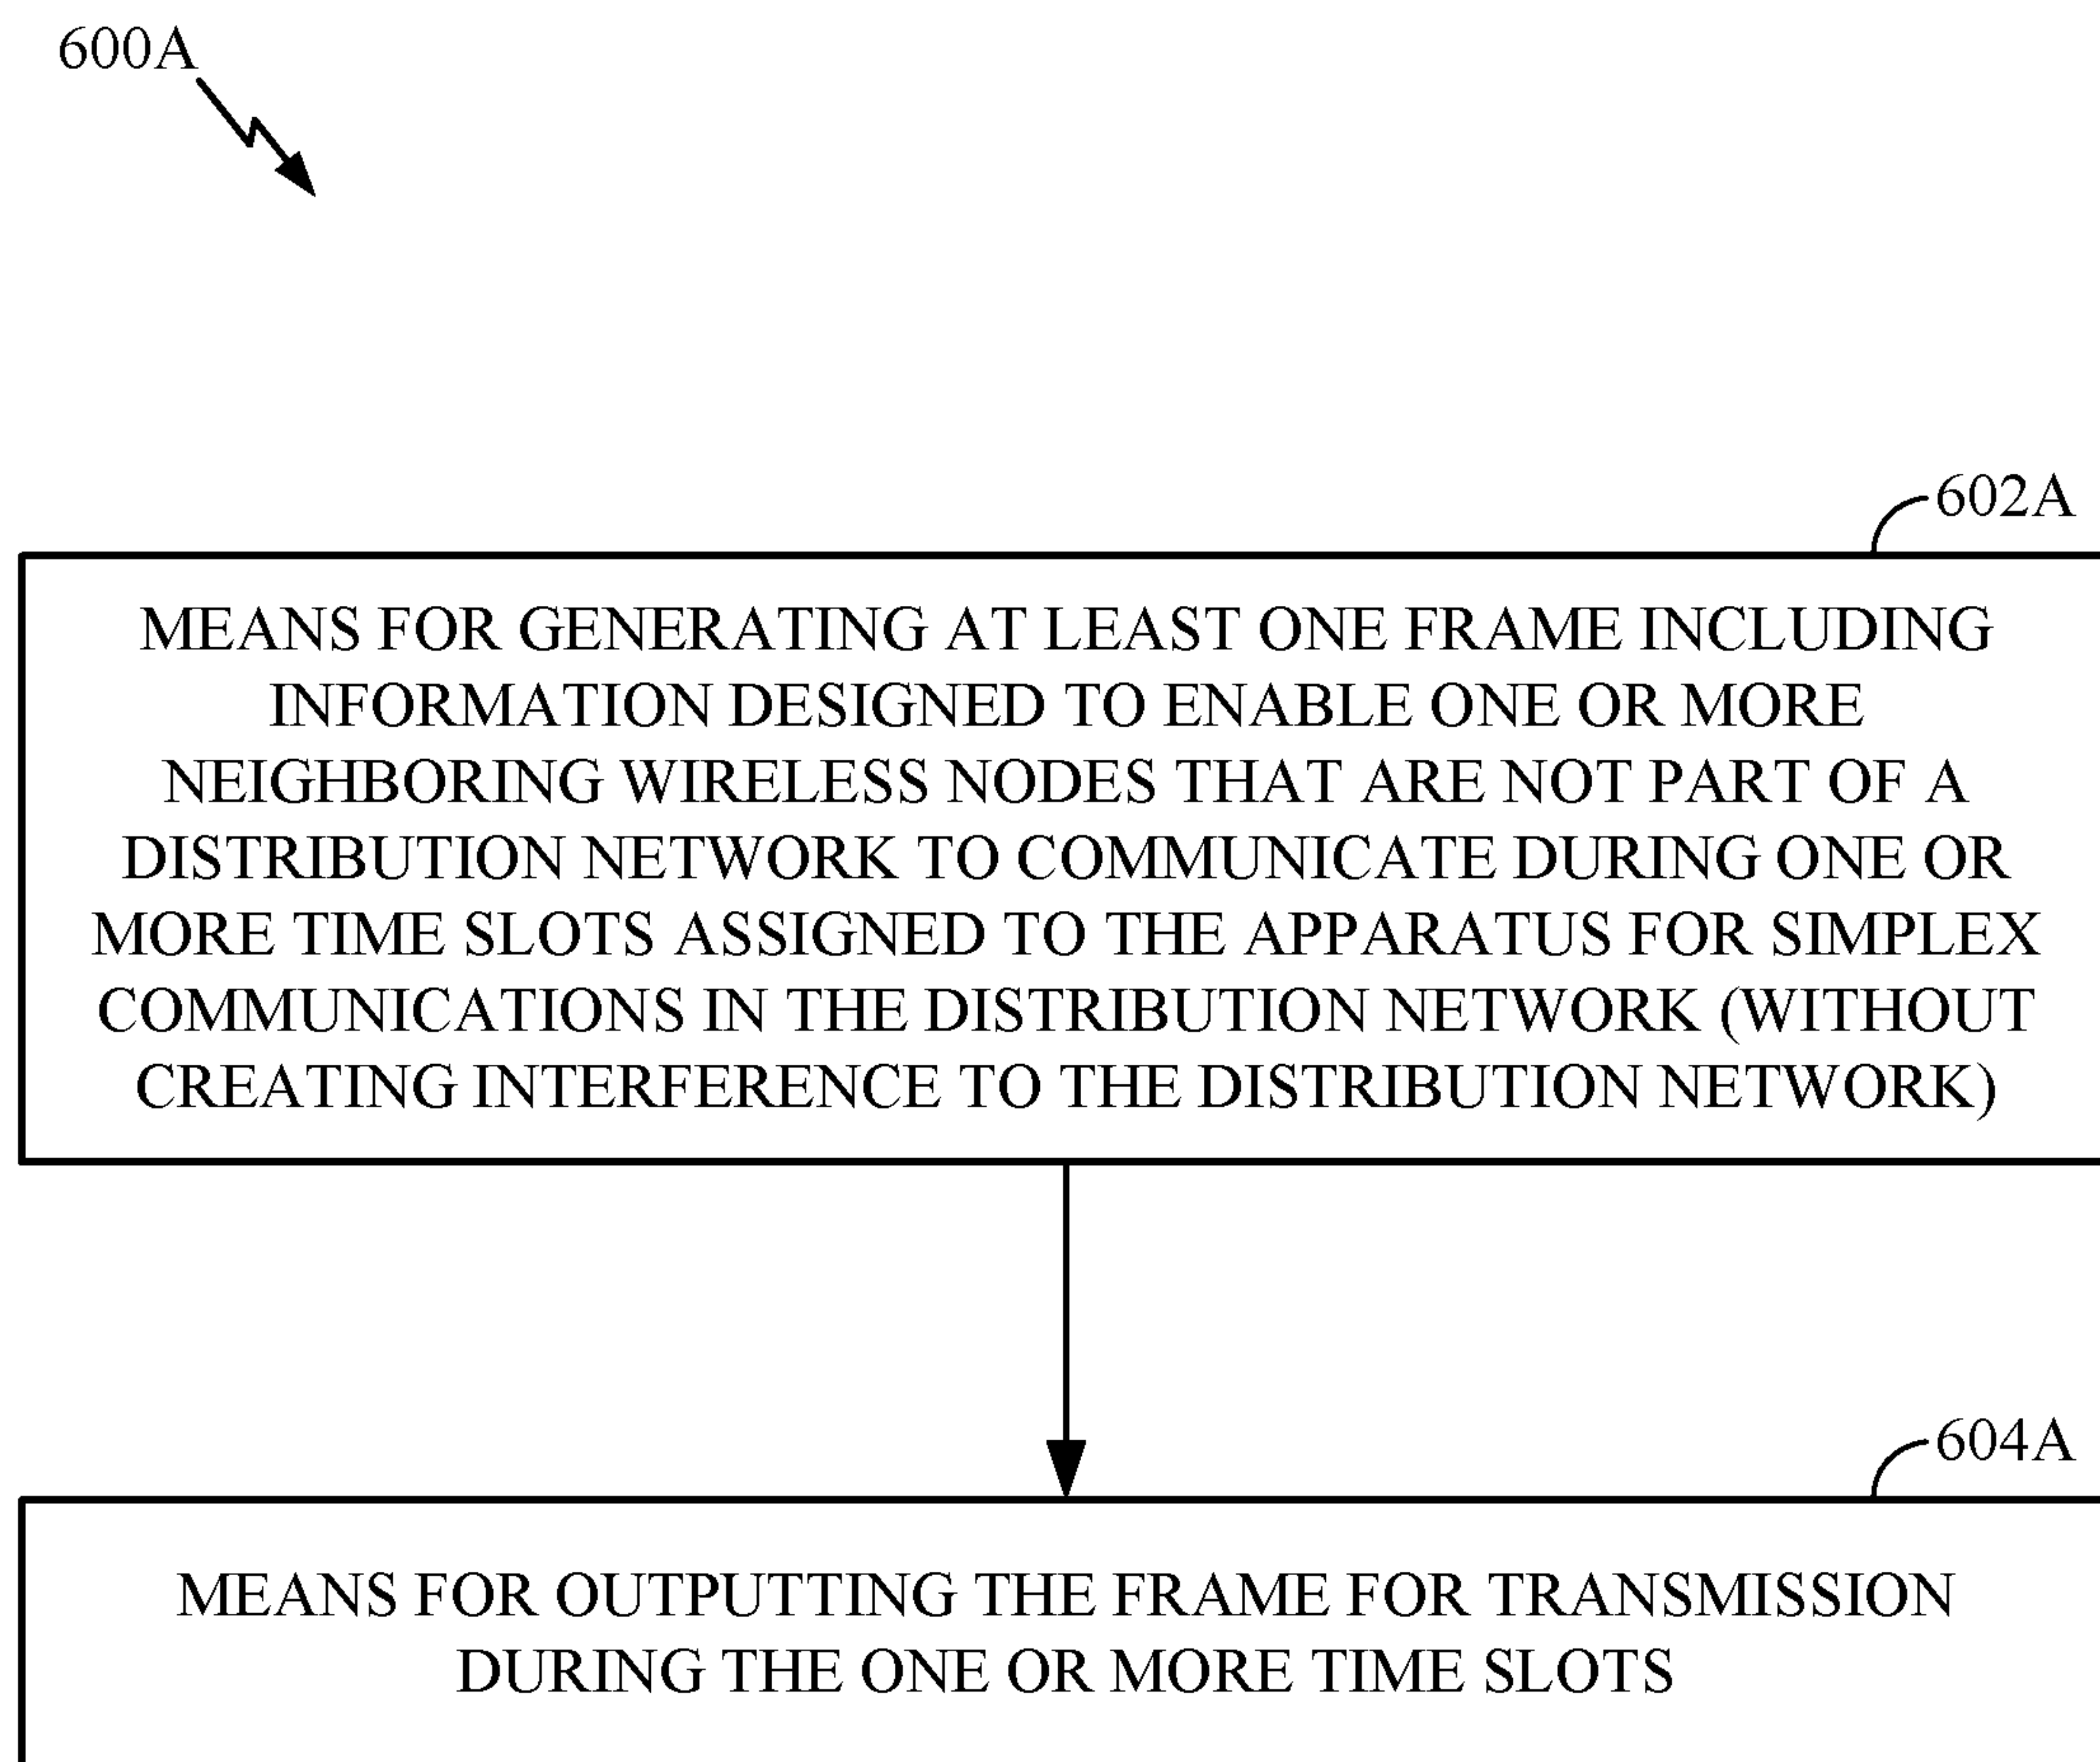 600A
602A
MEANS FOR GENERATING AT LEAST ONE FRAME INCLUDING
INFORMATION DESIGNED TO ENABLE ONE OR MORE
NEIGHBORING WIRELESS NODES THAT ARE NOT PART OF A
DISTRIBUTION NETWORK TO COMMUNICATE DURING ONE OR
MORE TIME SLOTS ASSIGNED TO THE APPARATUS FOR SIMPLEX
COMMUNICATIONS IN THE DISTRIBUTION NETWORK (WITHOUT
CREATING INTERFERENCE TO THE DISTRIBUTION NETWORK)
604A
MEANS FOR OUTPUTTING THE FRAME FOR TRANSMISSION
DURING THE ONE OR MORE TIME SLOTS